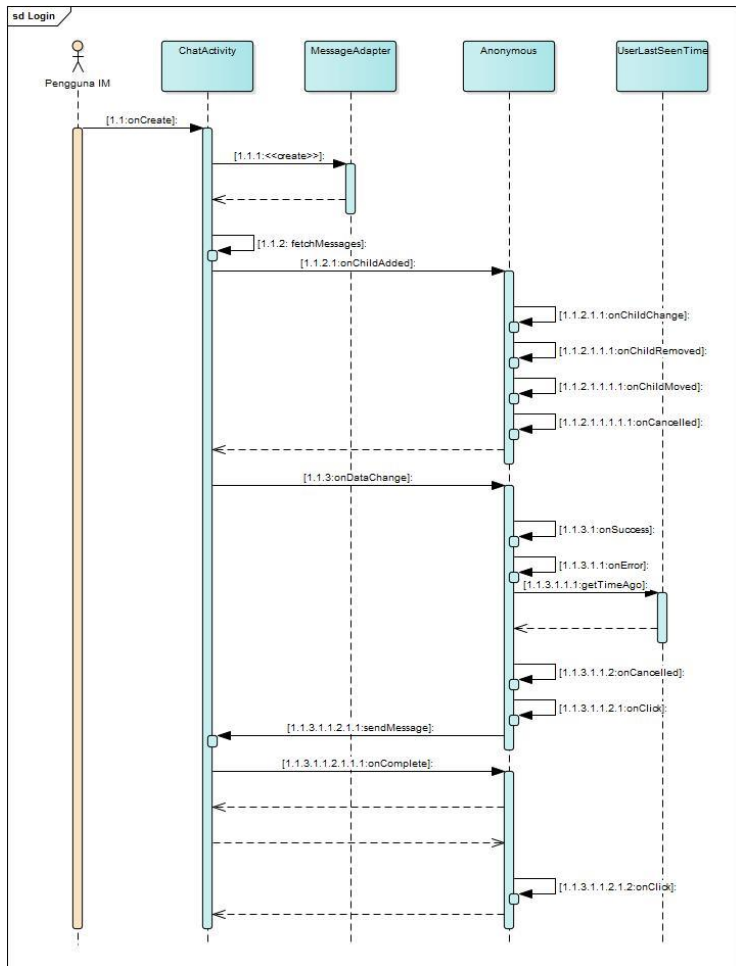 sd Login
Pengguna IM
ChatActivity
MessageAdapter
Anonymous
UserLastSeenTime
[1.1:onCreate]:
[1.1.1:<<create>>]:
[1.1.2: fetchMessages]:
[1.1.2.1:onChildAdded]:
[1.1.2.1.1:onChildChange]:
[1.1.2.1.1.1:onChildRemoved]:
[1.1.2.1.1.1.1:onChildMoved]:
[1.1.2.1.1.1.1.1:onCancelled]:
[1.1.3:onDataChange]:
[1.1.3.1:onSuccess]:
[1.1.3.1.1:onError]:
[1.1.3.1.1.1:getTimeAgo]:
[1.1.3.1.1.2:onCancelled]:
[1.1.3.1.1.2.1:onClick]:
[1.1.3.1.1.2.1.1:sendMessage]:
[1.1.3.1.1.2.1.1.1:onComplete]:
[1.1.3.1.1.2.1.2:onClick]: